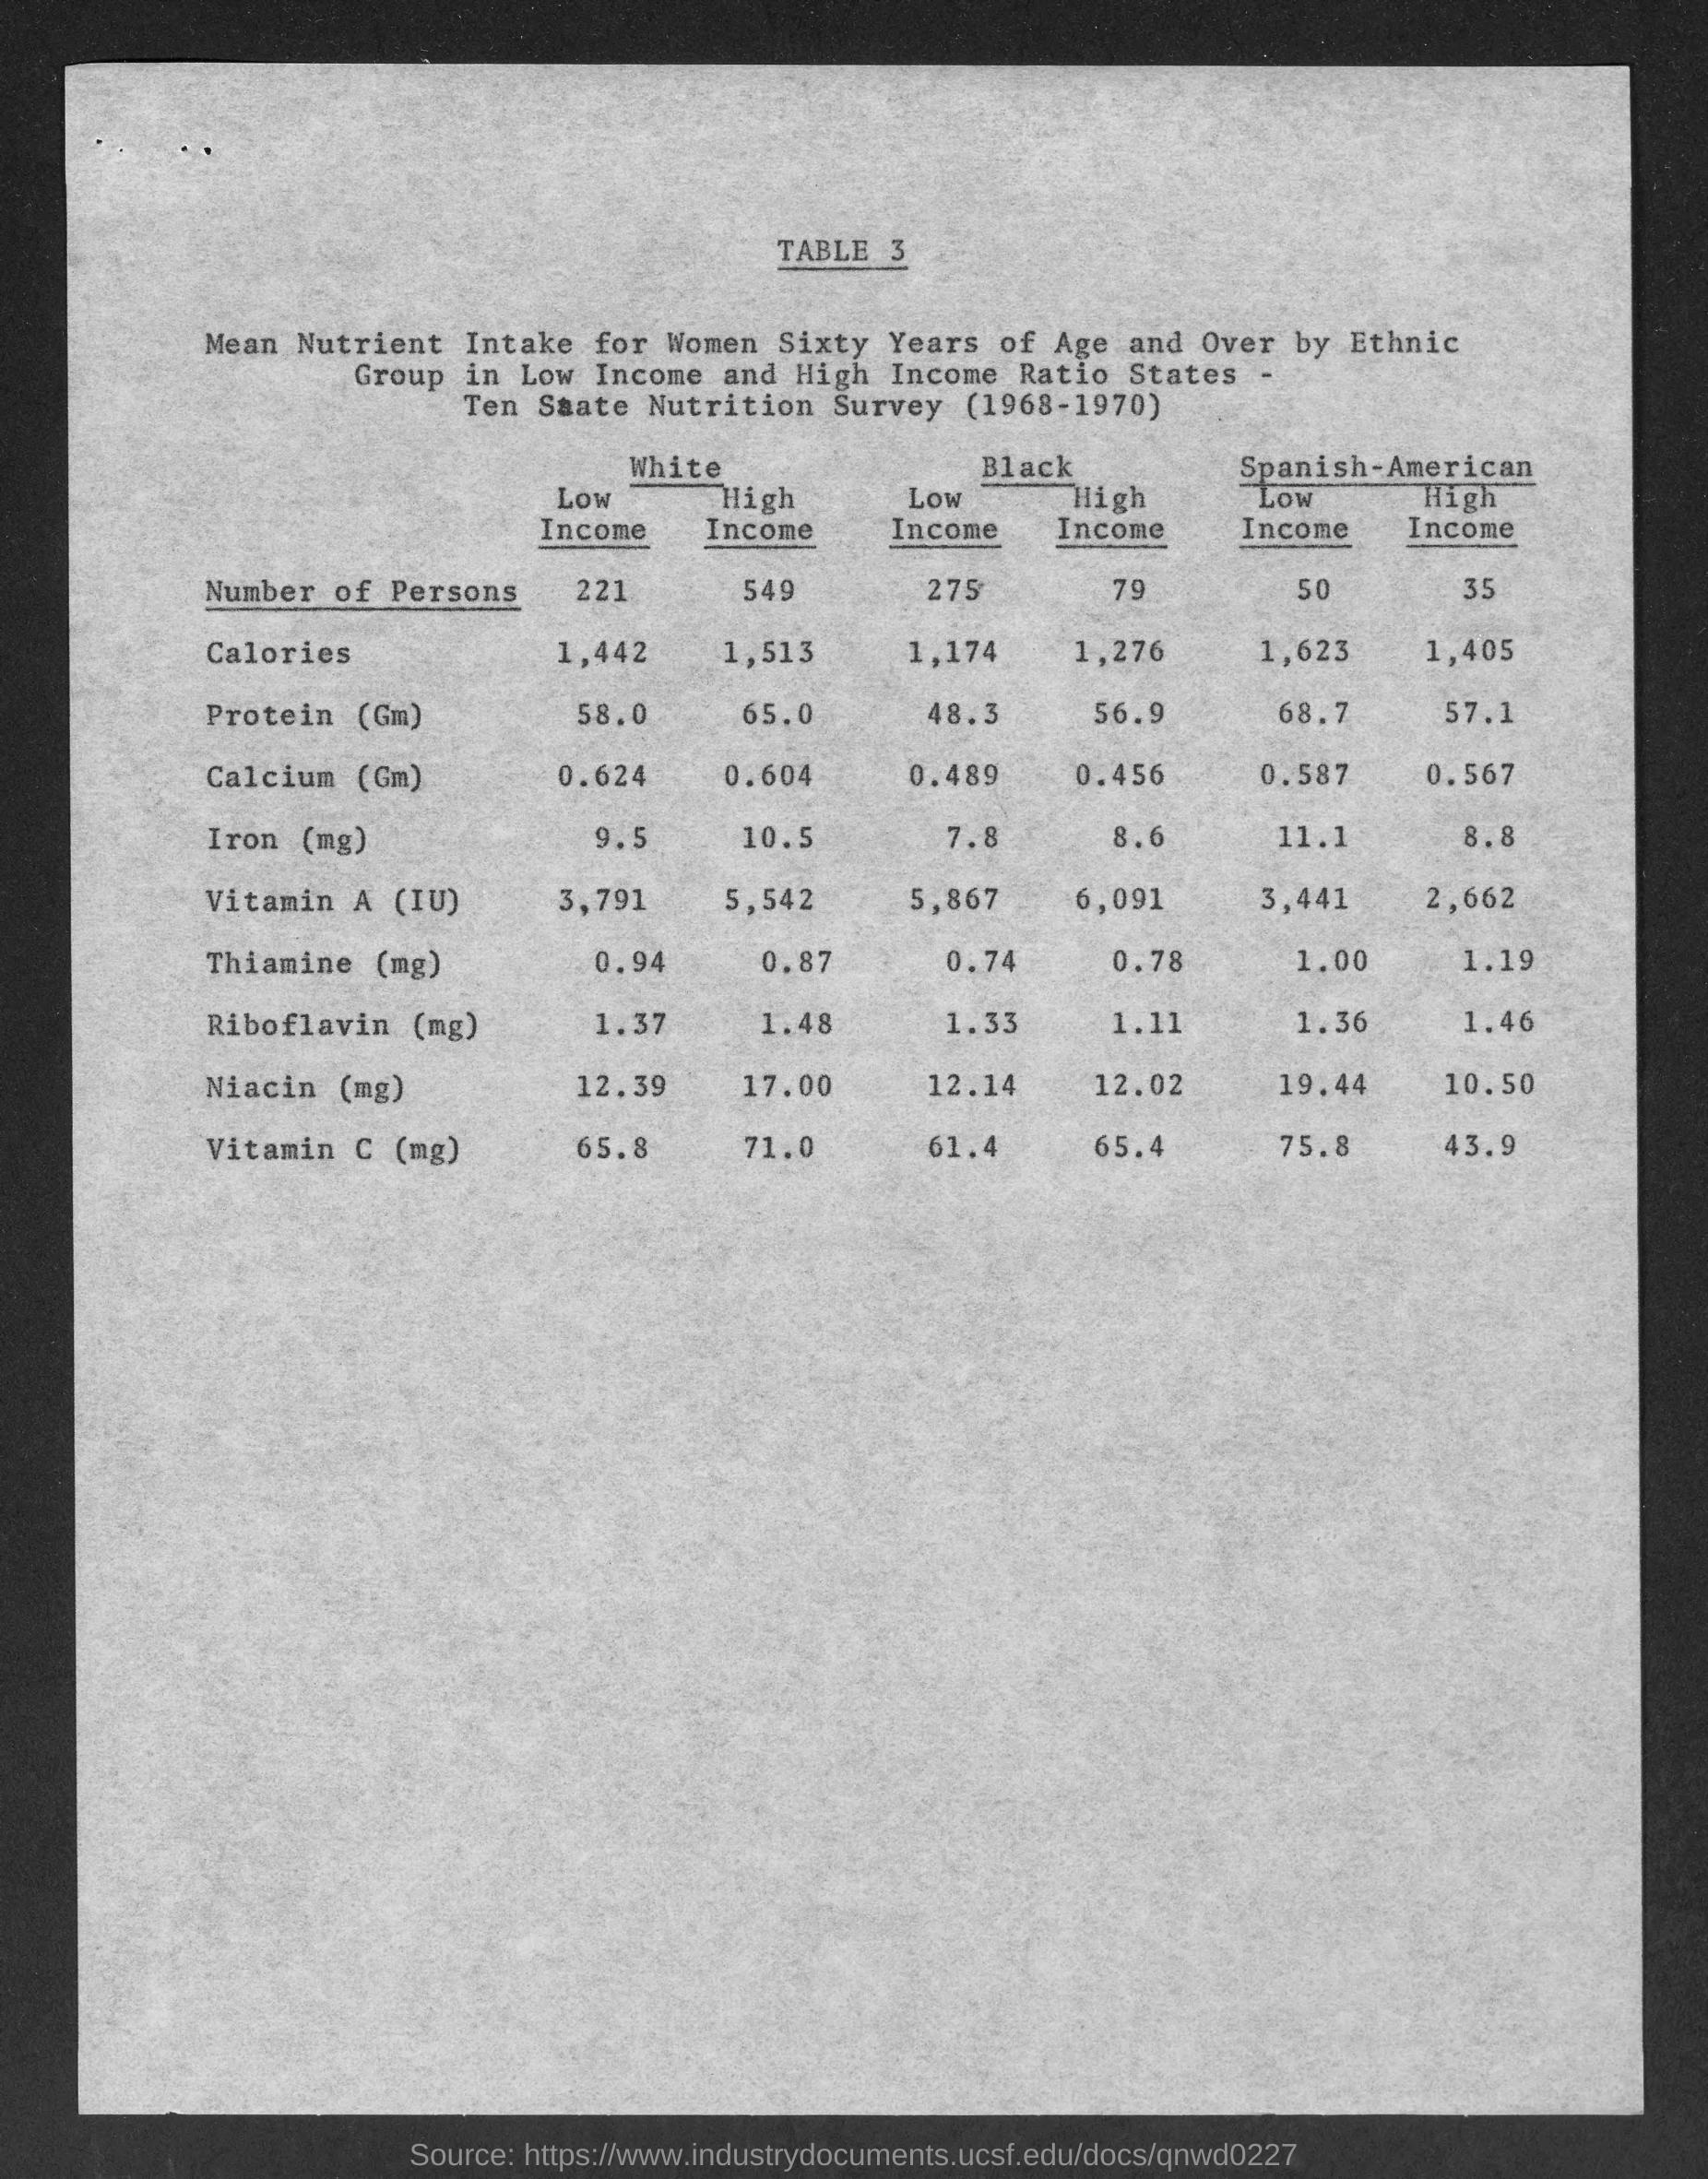 TABLE 3
Mean Nutrient Intake for Women Sixty Years of Age and Over by Ethnic
Group in Low Income and High Income Ratio States -
Ten Saate Nutrition Survey (1968-1970)
White Black Spanish-American
Low High Low High Low High
Income Income Income Income Income Income
Number of Persons 221 549 275 79 50 35
Calories 1,442 1,513 1,174 1,276 1,623 1,405
Protein (Gm) 58.0 65.0 48.3 56.9 68.7 57.1
Calcium (Gm) 0.624 0.604 0.489 0.456 0.587 0.567
Iron (mg) 9.5 10.5 7.8 8.6 11.1 8.8
Vitamin A (IU) 3,791 5,542 5,867 6,091 3,441 2,662
Thiamine (mg) 0.94 0.87 0.74 0.78 1.00 1.19
Riboflavin (mg) 1.37 1.48 1.33 1.11 1.36 1.46
Niacin (mg) 12.39 17.00 12.14 12.02 19.44 10.50
Vitamin C (mg) 65.8 71.0 61.4 65.4 75.8 43.9
Source: https://www.industrydocuments.ucsf.edu/docs/qnwd0227